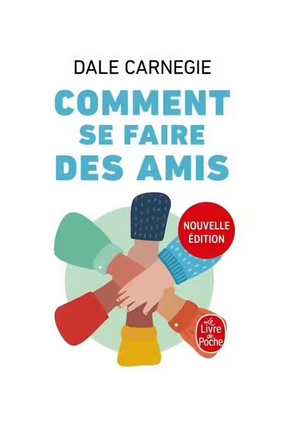 DALE CARNEGIE
COMMENT
SE FAIRE
DES AMIS
NOUVELLE
ÉDITION
Le
Livre
de
Poche